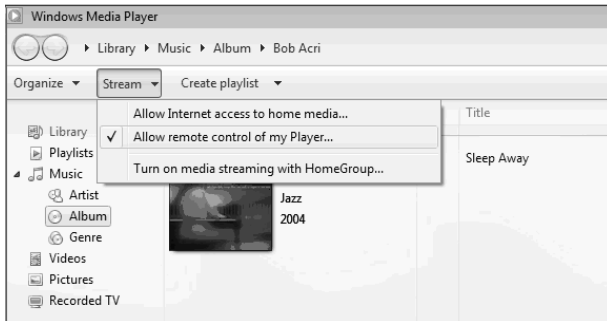 Windows Media Player
Library Music Album Bob Acri
Organize Stream Create playlist
Allow Internet access to home media...
Allow remote control of my Player...
Turn on media streaming with HomeGroup...
Title
Library
Playlists
Music
Artist
Album
Genre
Videos
Pictures
Recorded TV
Jazz
2004
Sleep Away